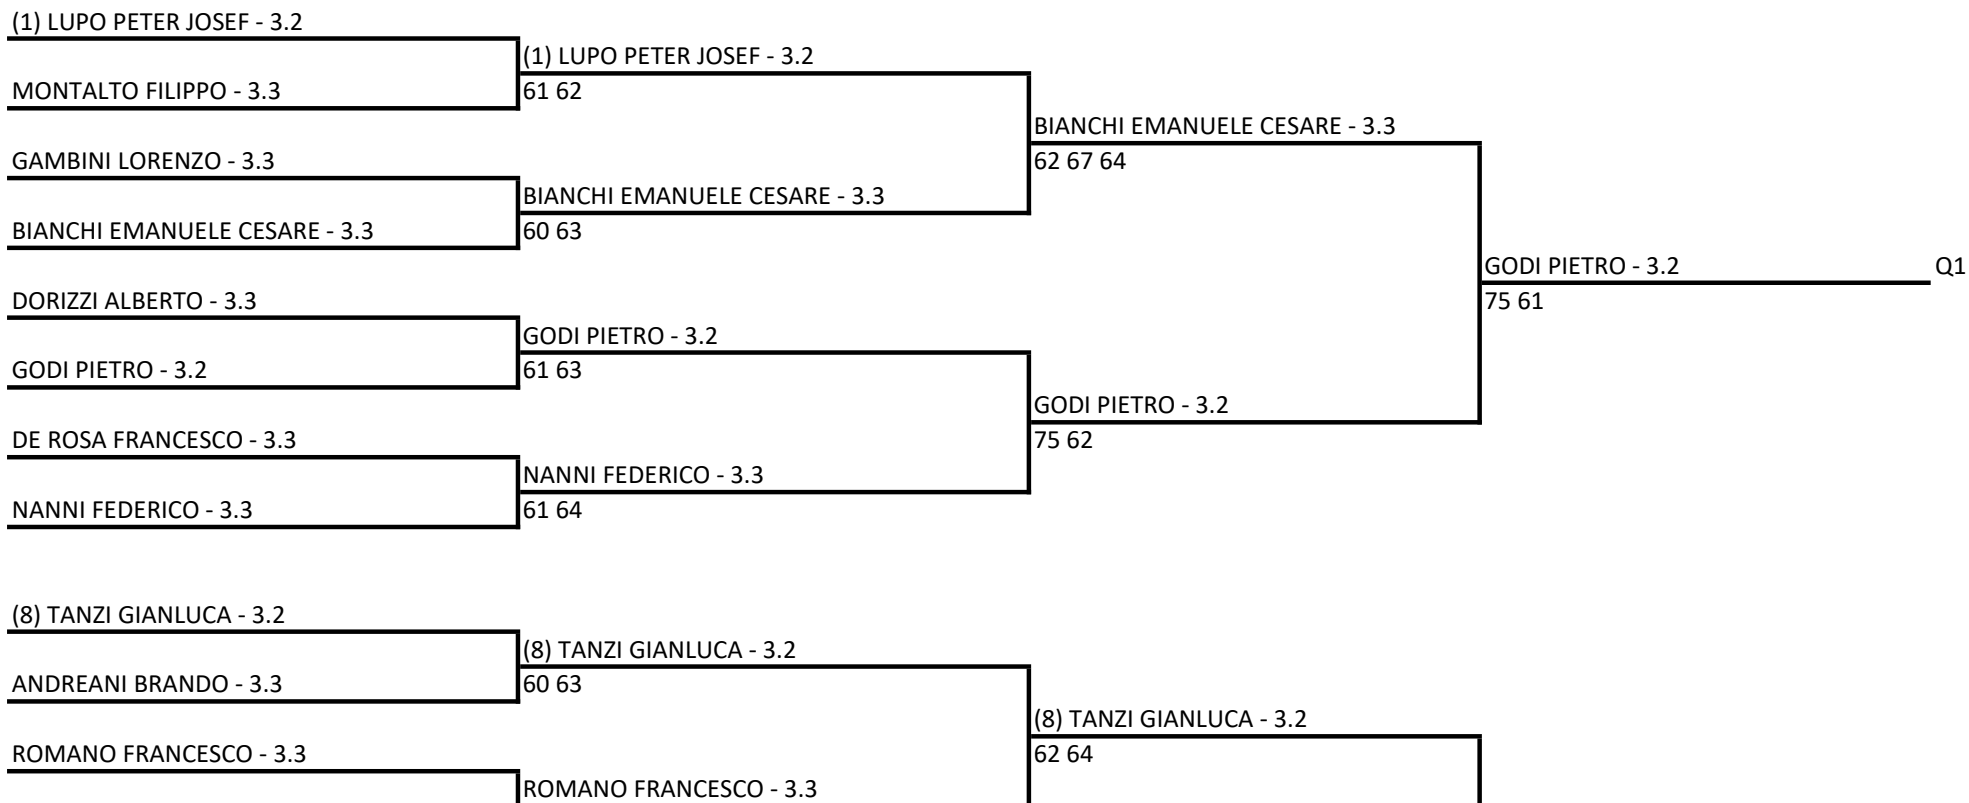 (1) LUPO PETER JOSEF - 3.2
(1) LUPO PETER JOSEF - 3.2
MONTALTO FILIPPO - 3.3
61 62
BIANCHI EMANUELE CESARE - 3.3
GAMBINI LORENZO - 3.3
62 67 64
BIANCHI EMANUELE CESARE - 3.3
BIANCHI EMANUELE CESARE - 3.3
60 63
GODI PIETRO - 3.2
Q1
DORIZZI ALBERTO - 3.3
75 61
GODI PIETRO - 3.2
GODI PIETRO - 3.2
61 63
GODI PIETRO - 3.2
DE ROSA FRANCESCO - 3.3
75 62
NANNI FEDERICO - 3.3
NANNI FEDERICO - 3.3
61 64
(8) TANZI GIANLUCA - 3.2
(8) TANZI GIANLUCA - 3.2
ANDREANI BRANDO - 3.3
60 63
(8) TANZI GIANLUCA - 3.2
ROMANO FRANCESCO - 3.3
62 64
ROMANO FRANCESCO - 3.3